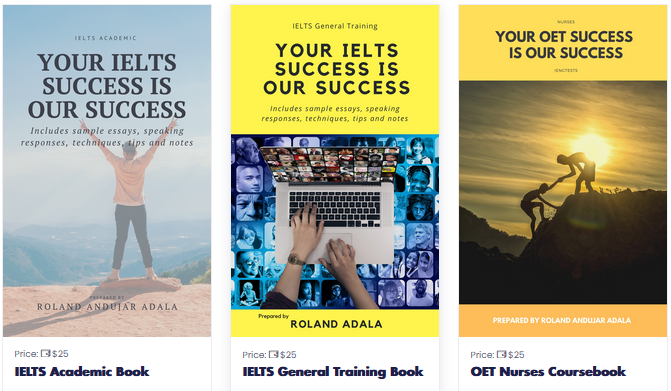 IELTS ACADEMIC
YOUR IELTS
SUCCESS IS
OUR SUCCESS
Includes sample essays, speaking
responses, techniques, tips and notes
PREPARED BY
ROLAND ANDUJAR ADALA
Price: $25
IELTS Academic Book
IELTS General Training
YOUR IELTS
SUCCESS IS
OUR SUCCESS
Includes sample essays, speaking
responses, techniques, tips and notes
Prepared by
ROLAND ADALA
Price: $25
IELTS General Training Book
NURSES
YOUR OET SUCCESS
IS OUR SUCCESS
IENCTESTS
PREPARED BY ROLAND ANDUJAR ADALA
Price: $25
OET Nurses Coursebook